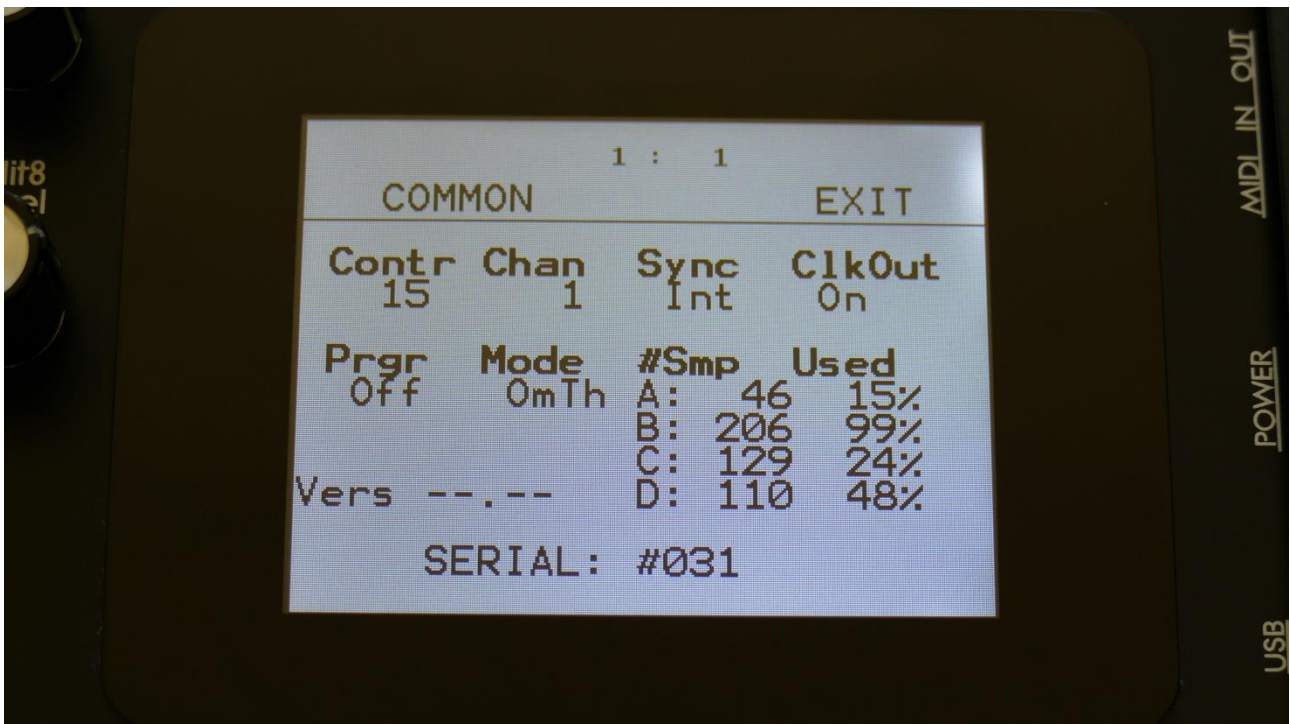 1 : 1
COMMON EXIT
Contr Chan Sync ClkOut
15 1 Int On
Prgr Mode #Smp Used
Off OmTh A: 46 15%
B: 206 99%
C: 129 24%
Vers --.-- D: 110 48%
SERIAL: #031
MIDI IN OUT
POWER
USB